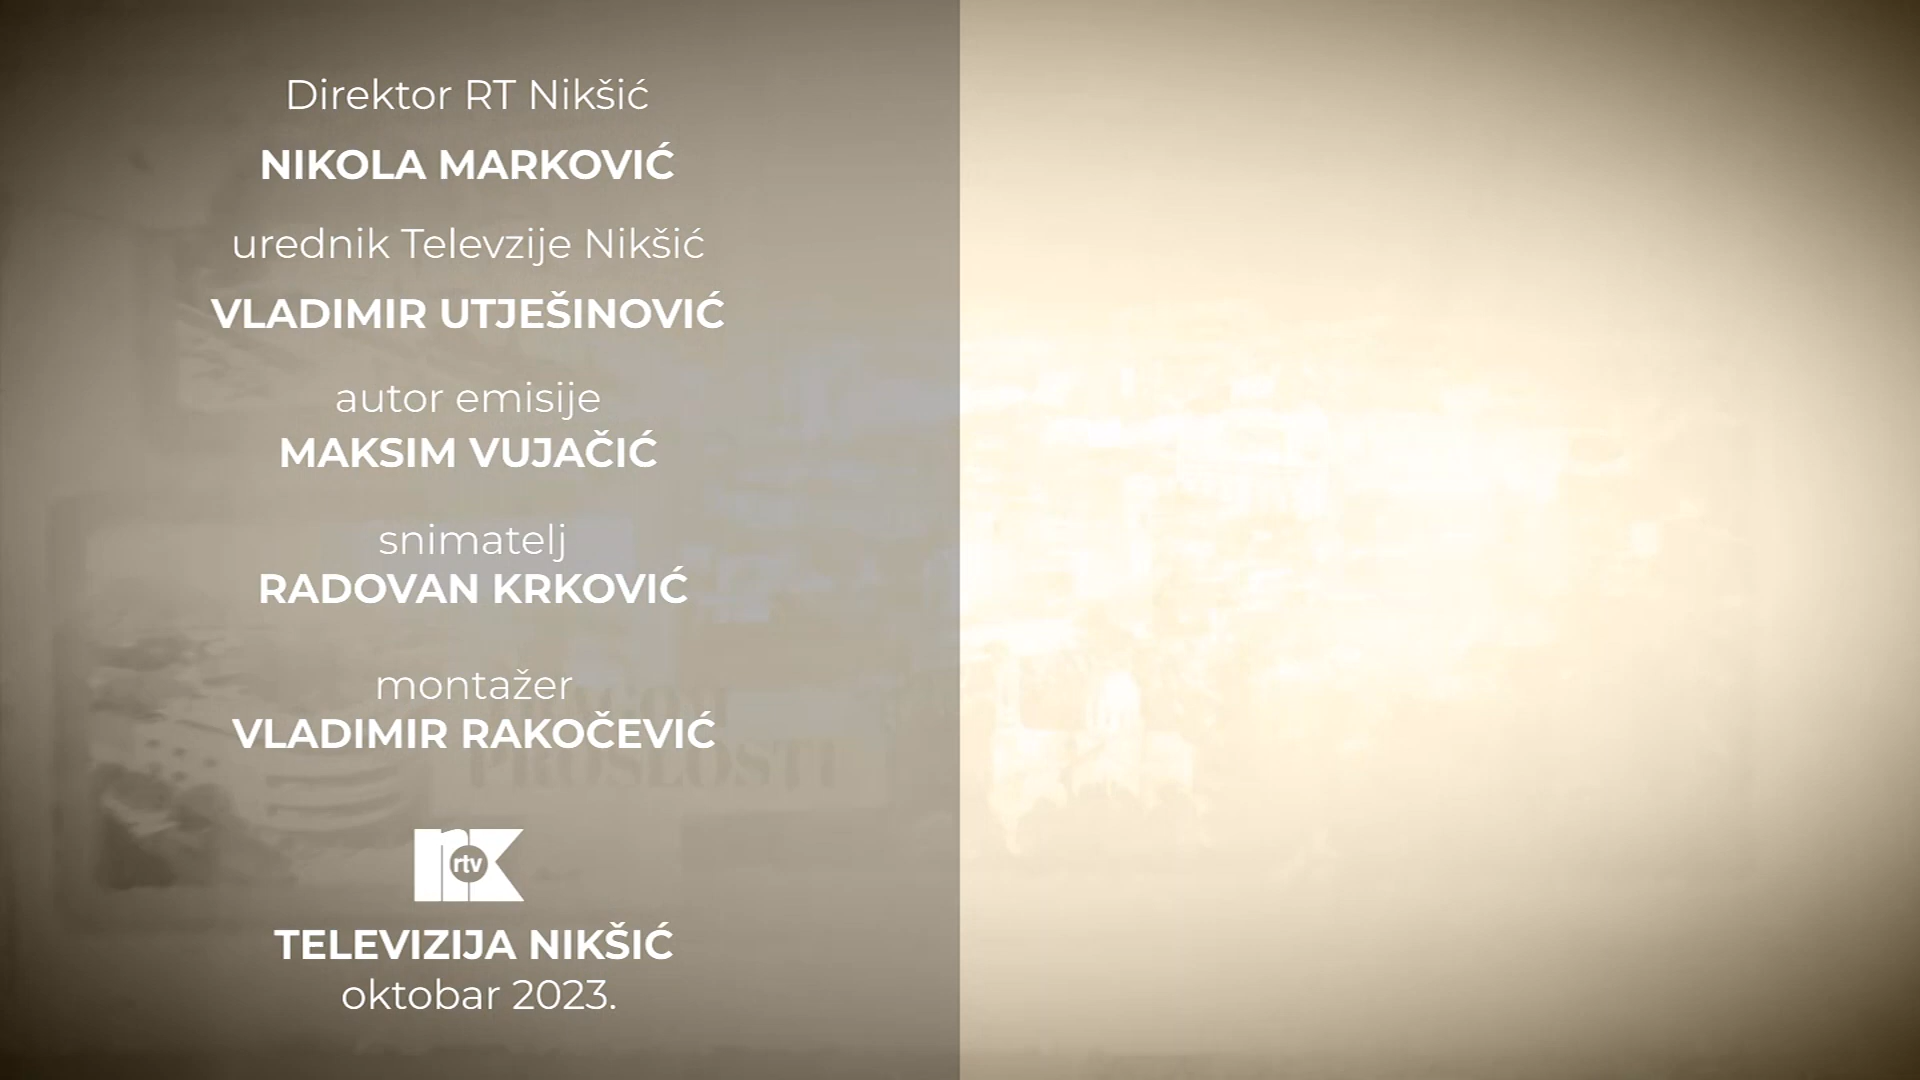 Direktor RT Nikšić
NIKOLA MARKOVIĆ
urednik Televzije Nikšić
VLADIMIR UTJEŠINOVIĆ
autor emisije
MAKSIM VUJAČIĆ
snimatelj
RADOVAN KRKOVIĆ
montažer
VLADIMIR RAKOČEVIĆ
PROŠLOSTI
rtv
TELEVIZIJA NIKŠIĆ
oktobar 2023.